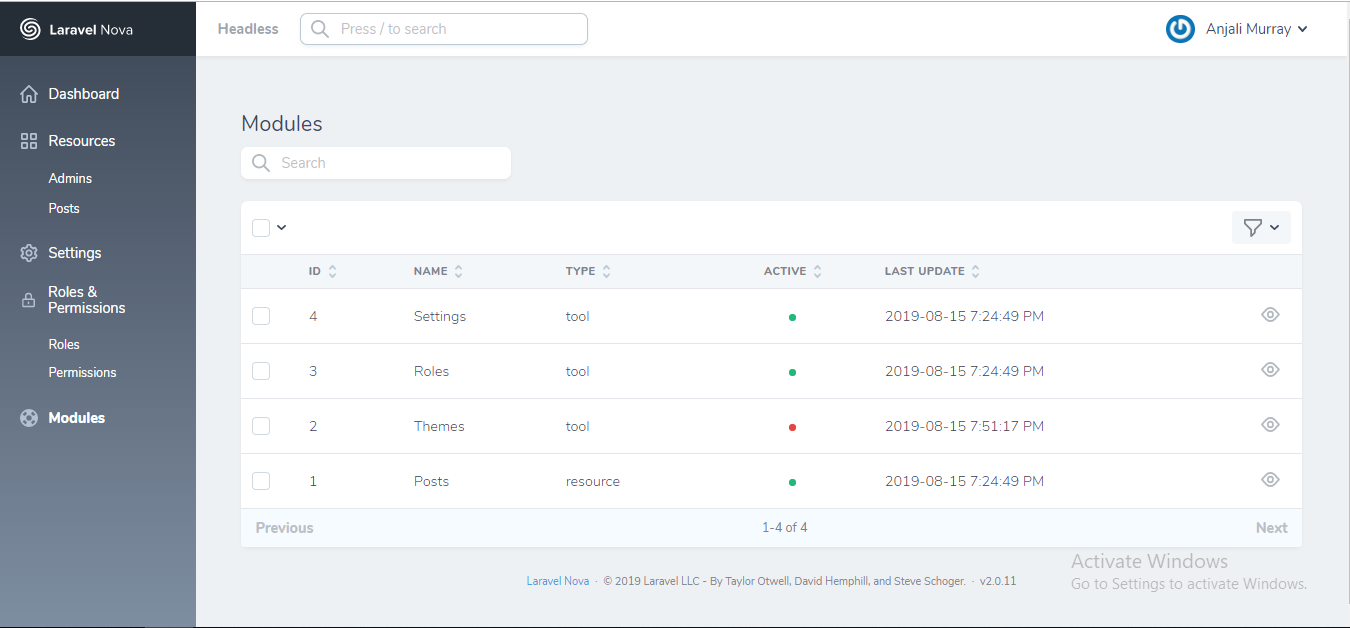 Laravel Nova
Headless
Press / to search
Anjali Murray
Dashboard
Resources
Admins
Posts
Settings
Roles &
Permissions
Roles
Permissions
Modules
Modules
Search
ID NAME TYPE ACTIVE LAST UPDATE
4 Settings tool 2019-08-15 7:24:49 PM
3 Roles tool 2019-08-15 7:24:49 PM
2 Themes tool 2019-08-15 7:51:17 PM
1 Posts resource 2019-08-15 7:24:49 PM
Previous 1-4 of 4 Next
Laravel Nova · © 2019 Laravel LLC - By Taylor Otwell, David Hemphill, and Steve Schoger. · v2.0.11
Activate Windows
Go to Settings to activate Windows.